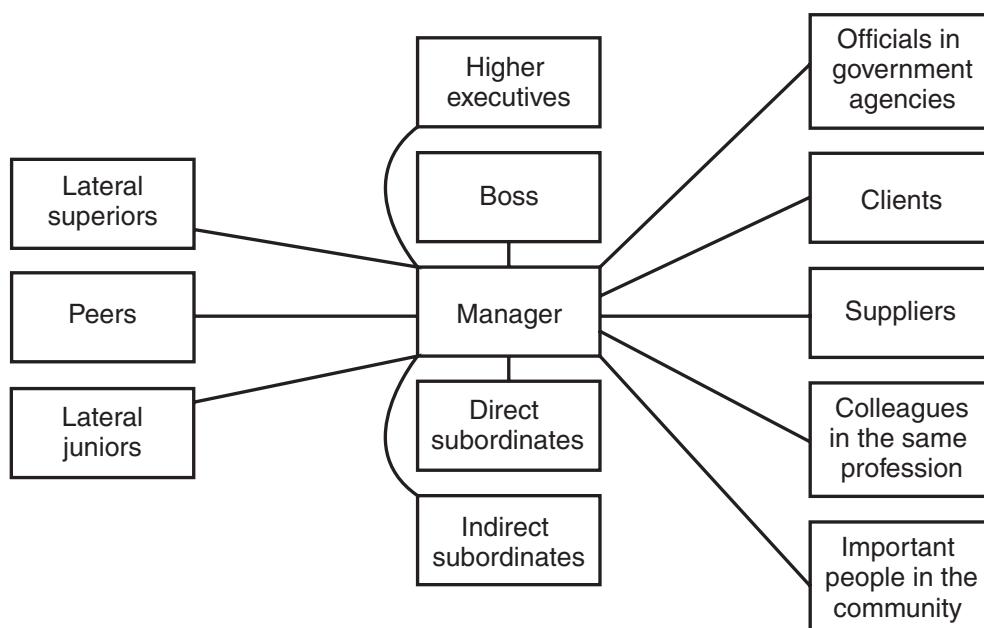 Higher
executives
Boss
Manager
Direct
subordinates
Indirect
subordinates
Lateral
superiors
Peers
Lateral
juniors
Officials in
government
agencies
Clients
Suppliers
Colleagues
in the same
profession
Important
people in the
community